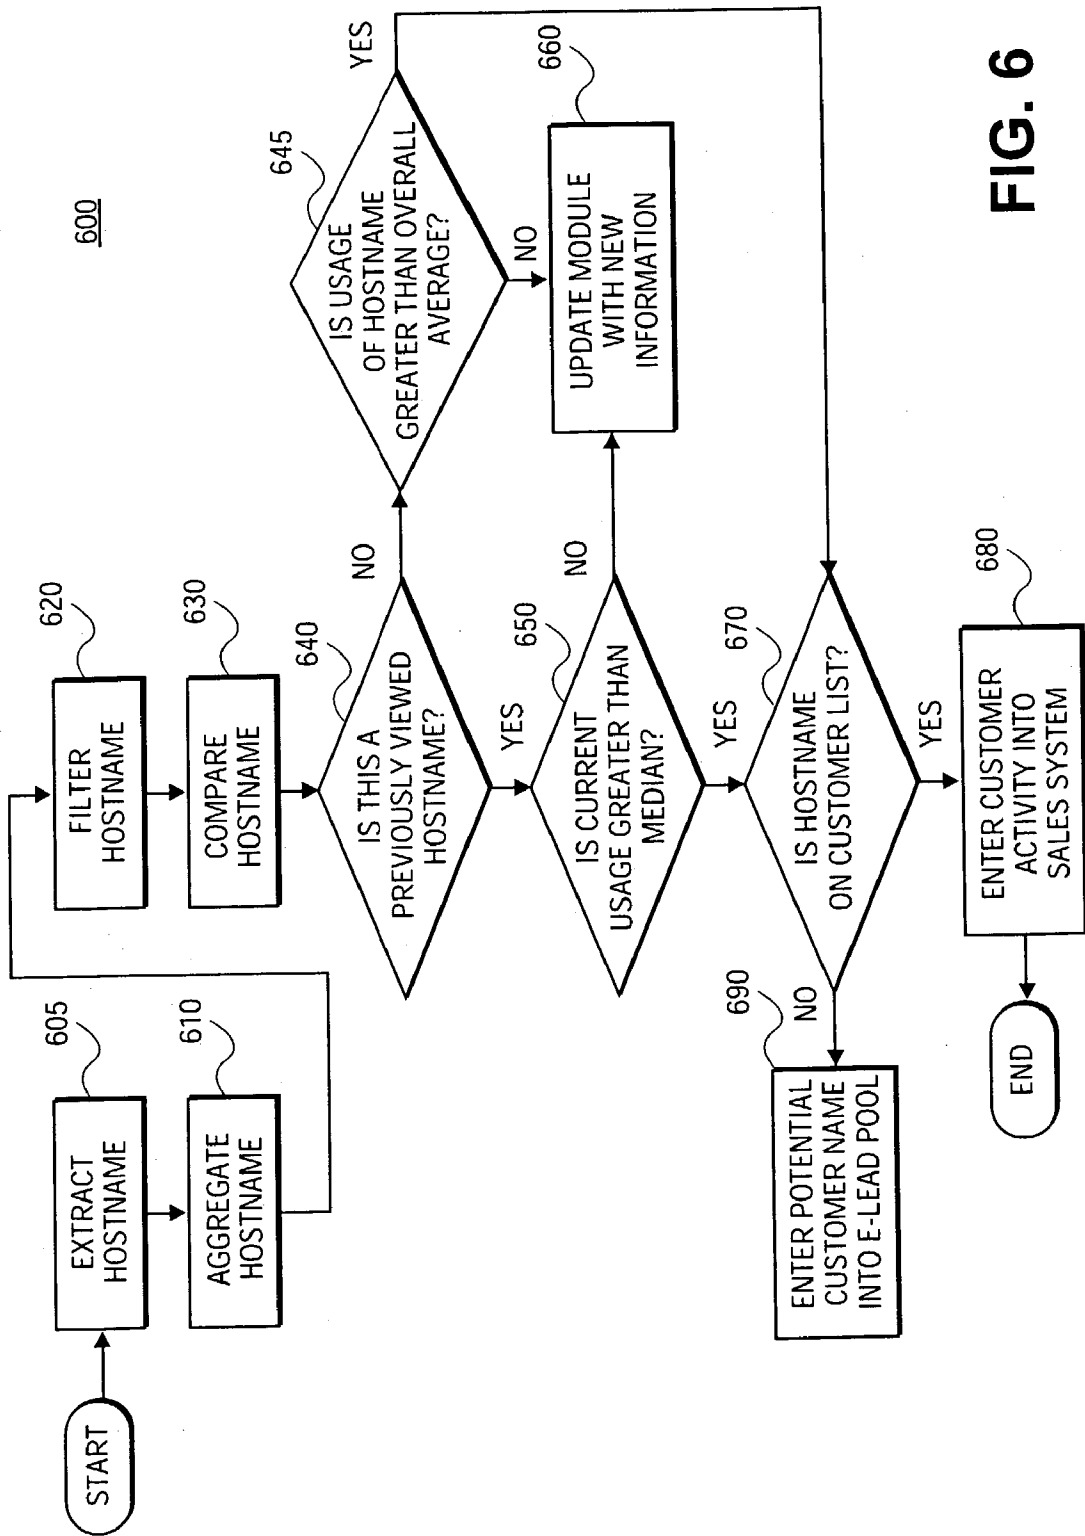 600
START
605
EXTRACT
HOSTNAME
610
AGGREGATE
HOSTNAME
620
FILTER
HOSTNAME
630
COMPARE
HOSTNAME
640
IS THIS A
PREVIOUSLY VIEWED
HOSTNAME?
NO
YES
645
IS USAGE
OF HOSTNAME
GREATER THAN OVERALL
AVERAGE?
YES
NO
650
IS CURRENT
USAGE GREATER THAN
MEDIAN?
NO
YES
660
UPDATE MODULE
WITH NEW
INFORMATION
670
IS HOSTNAME
ON CUSTOMER LIST?
NO
YES
690
ENTER POTENTIAL
CUSTOMER NAME
INTO E-LEAD POOL
680
ENTER CUSTOMER
ACTIVITY INTO
SALES SYSTEM
END
FIG. 6